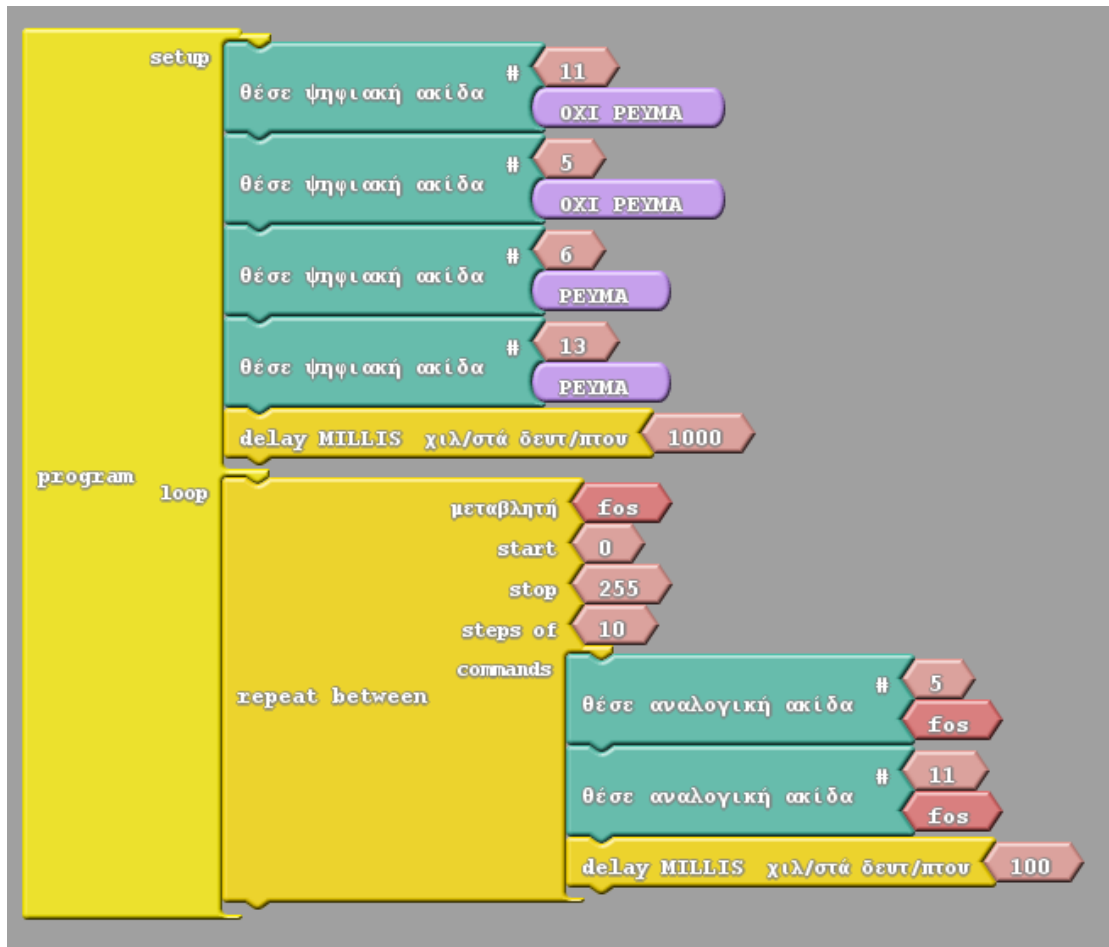 setup
θέσε ψηφιακή ακίδα # 11
ΟΧΙ ΡΕΥΜΑ
θέσε ψηφιακή ακίδα # 5
ΟΧΙ ΡΕΥΜΑ
θέσε ψηφιακή ακίδα # 6
ΡΕΥΜΑ
θέσε ψηφιακή ακίδα # 13
ΡΕΥΜΑ
delay MILLIS χιλ/στά δευτ/πτου 1000
program
loop
μεταβλητή fos
start 0
stop 255
steps of 10
commands
repeat between
θέσε αναλογική ακίδα # 5
fos
θέσε αναλογική ακίδα # 11
fos
delay MILLIS χιλ/στά δευτ/πτου 100